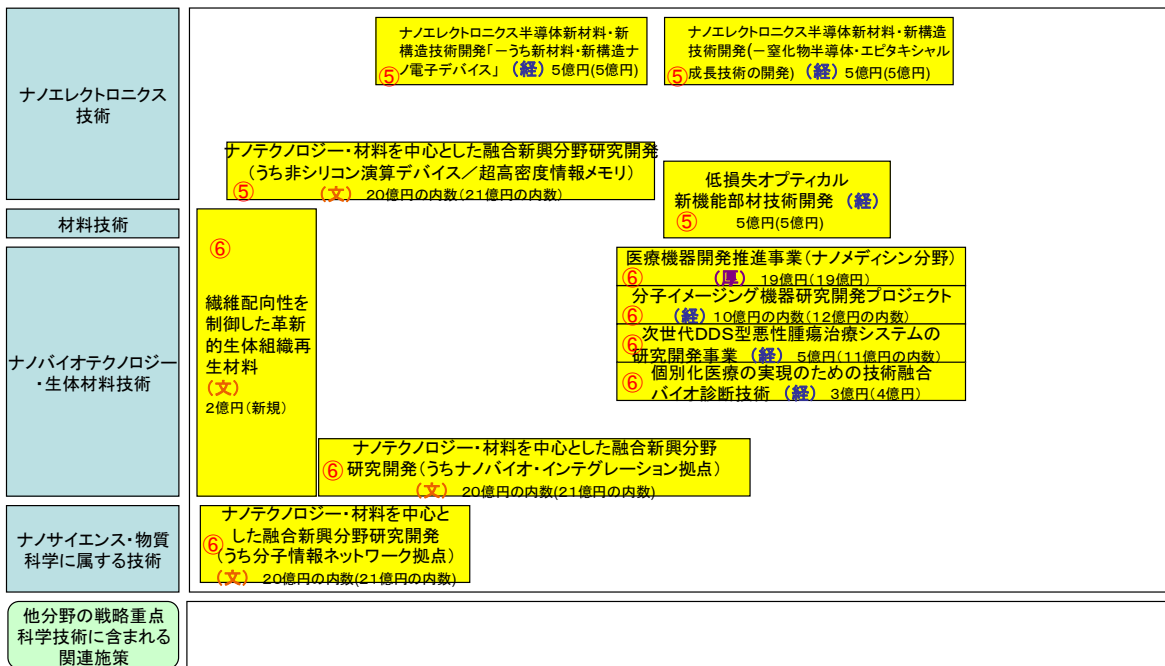 ナノエレクトロニクス
技術
ナノエレクトロニクス半導体新材料・新
構造技術開発「－うち新材料・新構造ナ
ノ電子デバイス」 (経) 5億円(5億円)
⑤
ナノエレクトロニクス半導体新材料・新構造
技術開発(－窒化物半導体・エピタキシャル
成長技術の開発) (経) 5億円(5億円)
⑤
ナノテクノロジー・材料を中心とした融合新興分野研究開発
(うち非シリコン演算デバイス／超高密度情報メモリ)
⑤ (文) 20億円の内数(21億円の内数)
低損失オプティカル
新機能部材技術開発 (経)
⑤ 5億円(5億円)
材料技術
ナノバイオテクノロジー
・生体材料技術
⑥
繊維配向性を
制御した革新
的生体組織再
生材料
(文)
2億円(新規)
医療機器開発推進事業(ナノメディシン分野)
⑥ (厚) 19億円(19億円)
分子イメージング機器研究開発プロジェクト
⑥ (経) 10億円の内数(12億円の内数)
⑥ 次世代DDS型悪性腫瘍治療システムの
研究開発事業 (経) 5億円(11億円の内数)
⑥ 個別化医療の実現のための技術融合
バイオ診断技術 (経) 3億円(4億円)
ナノテクノロジー・材料を中心とした融合新興分野
⑥ 研究開発(うちナノバイオ・インテグレーション拠点)
(文) 20億円の内数(21億円の内数)
ナノサイエンス・物質
科学に属する技術
ナノテクノロジー・材料を中心と
した融合新興分野研究開発
⑥ (うち分子情報ネットワーク拠点)
(文) 20億円の内数(21億円の内数)
他分野の戦略重点
科学技術に含まれる
関連施策